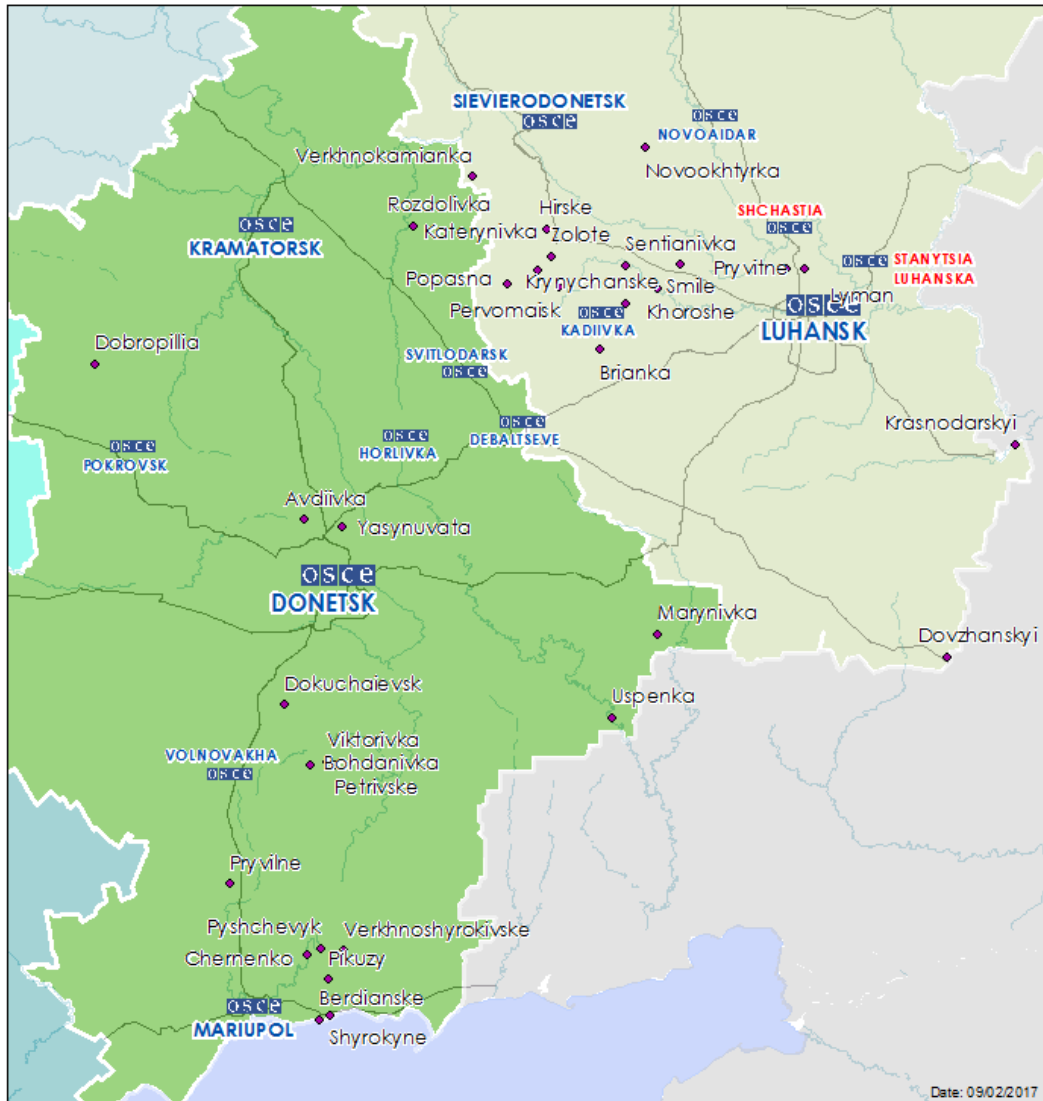 SIEVIERODONETSK
osce
osce
NOVOAIDAR
Verkhnokamianka
Novookhtyrka
Rozdolivka
Hirske
SHCHASTIA
osce
osce
KRAMATORSK
Katerynivka
Zolote
Sentianivka
Pryvitne
osce
STANYTSIA
LUHANSKA
Popasna
Krynychanske
Smile
Lyman
osce
LUHANSK
Pervomaisk
osce
KADIIVKA
Khoroshe
Dobropillia
SVITLODARSK
osce
Brianka
osce
DEBALTSEVE
Krasnodarskyi
osce
POKROVSK
osce
HORLIVKA
Avdiivka
Yasynuvata
osce
DONETSK
Marynivka
Dovzhanskyi
Dokuchaievsk
Uspenka
VOLNOVAKHA
osce
Viktorivka
Bohdanivka
Petrivske
Pryvilne
Pyshchevyk
Verkhnoshyrokivske
Chernenko
Pikuzy
osce
MARIUPOL
Berdianske
Shyrokyne
Date: 09/02/2017